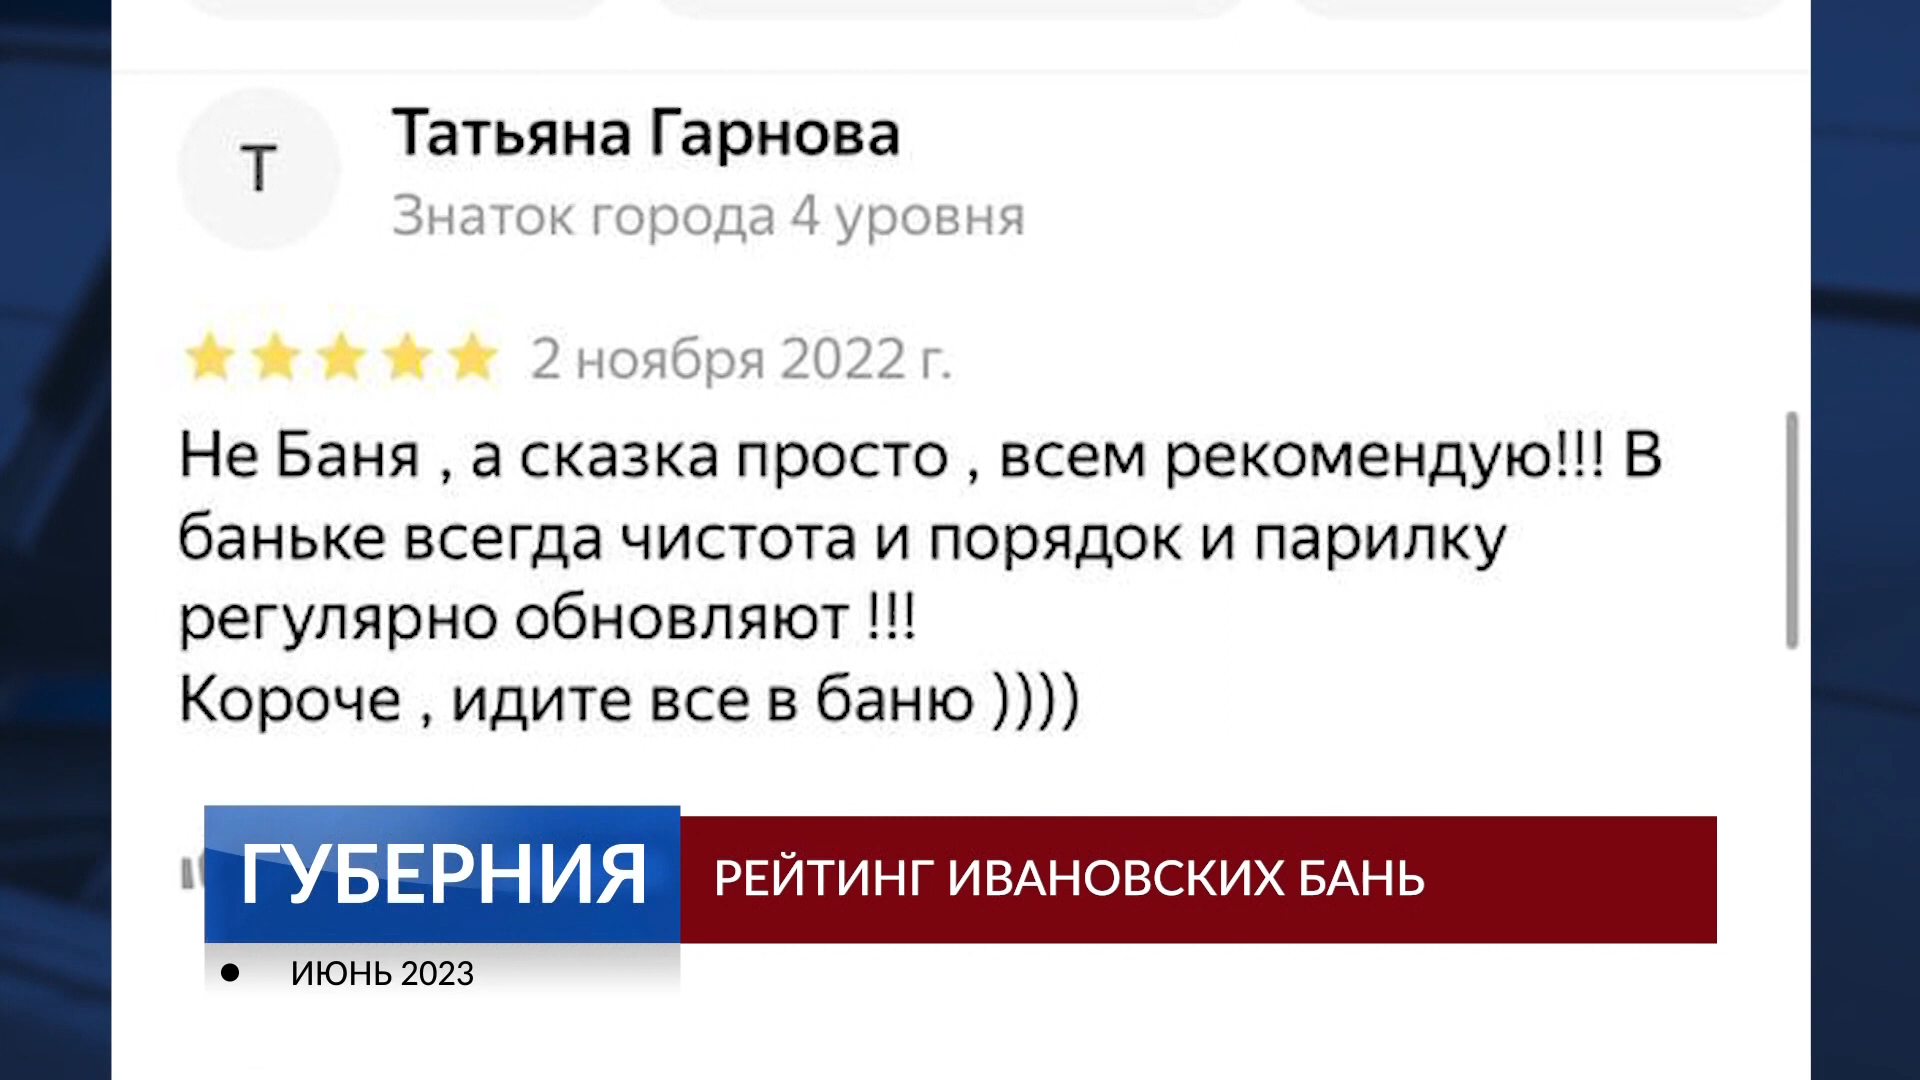 Т
Татьяна Гарнова
Знаток города 4 уровня
2 ноября 2022 г.
Не Баня , а сказка просто , всем рекомендую!!! В
баньке всегда чистота и порядок и парилку
регулярно обновляют !!!
Короче , идите все в баню ))))
ГУБЕРНИЯ
РЕЙТИНГ ИВАНОВСКИХ БАНЬ
• ИЮНЬ 2023